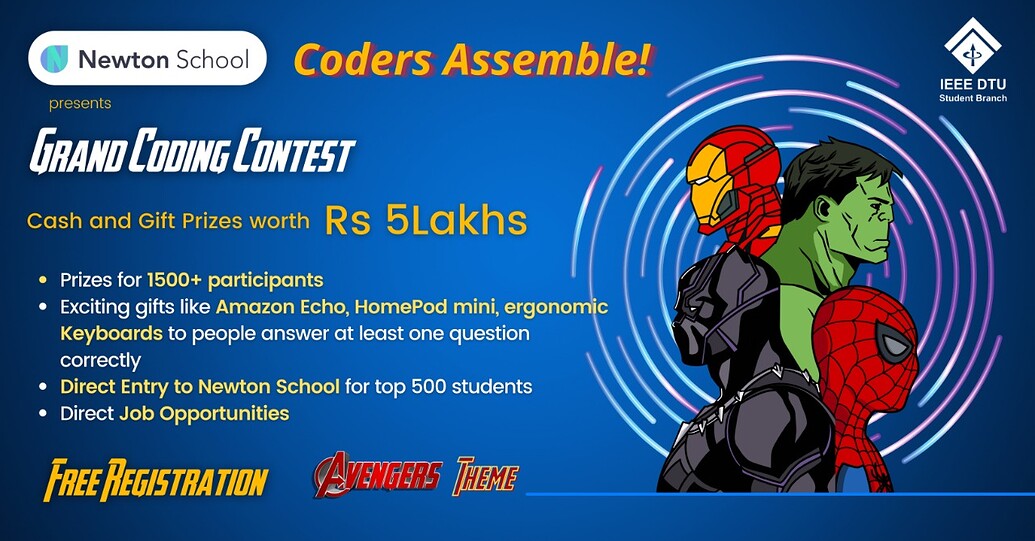 Newton School
Coders Assemble!
IEEE DTU
Student Branch
presents
GRAND CODING CONTEST
Cash and Gift Prizes worth Rs 5Lakhs
• Prizes for 1500+ participants
• Exciting gifts like Amazon Echo, HomePod mini, ergonomic
Keyboards to people answer at least one question
correctly
• Direct Entry to Newton School for top 500 students
• Direct Job Opportunities
FREE REGISTRATION
AVENGERS THEME